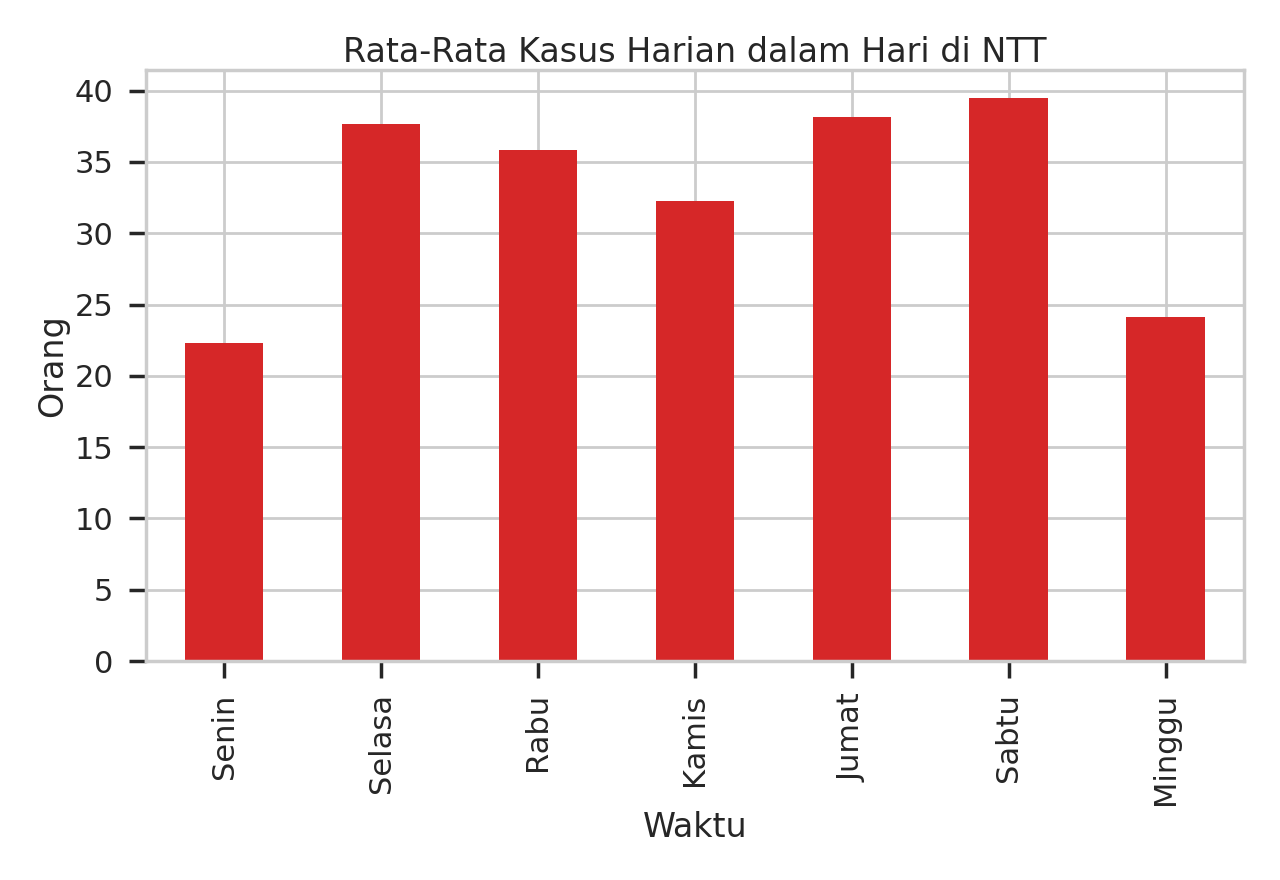 Rata-Rata Kasus Harian dalam Hari di NTT
40
35
30
25
20
15
10
5
0
Orang
Senin
Selasa
Rabu
Kamis
Jumat
Sabtu
Minggu
Waktu